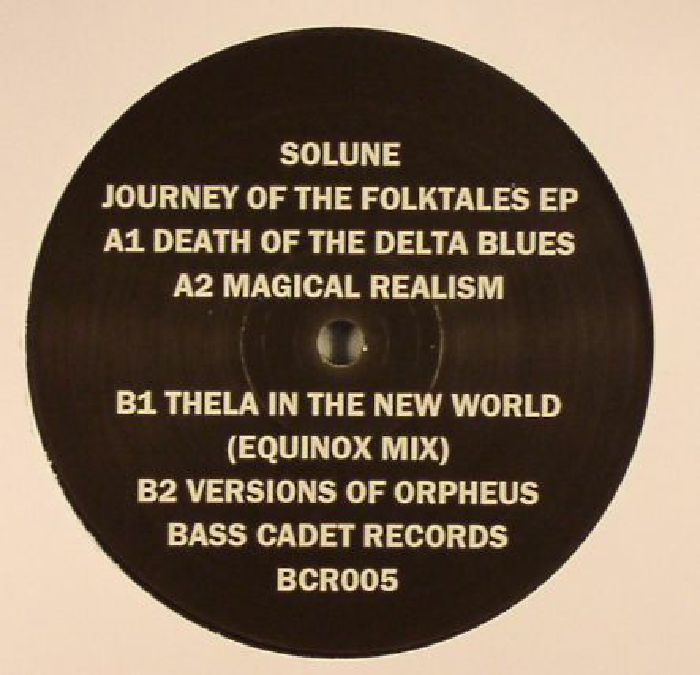 SOLUNE
JOURNEY OF THE FOLKTALES EP
A1 DEATH OF THE DELTA BLUES
A2 MAGICAL REALISM
B1 THELA IN THE NEW WORLD
(EQUINOX MIX)
B2 VERSIONS OF ORPHEUS
BASS CADET RECORDS
BCR005